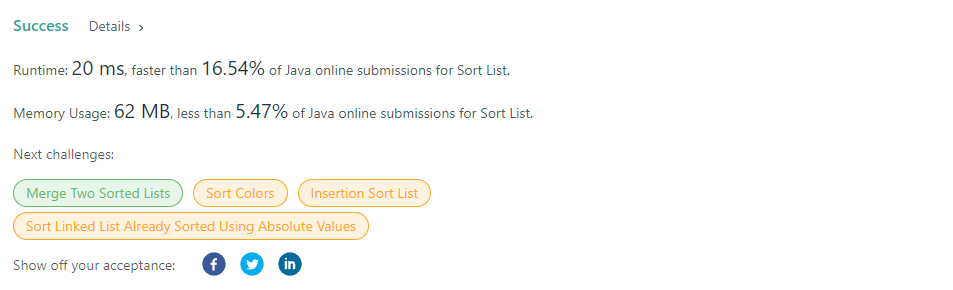 Success Details >
Runtime: 20 ms, faster than 16.54% of Java online submissions for Sort List.
Memory Usage: 62 MB, less than 5.47% of Java online submissions for Sort List.
Next challenges:
Merge Two Sorted Lists Sort Colors Insertion Sort List
Sort Linked List Already Sorted Using Absolute Values
Show off your acceptance: f in